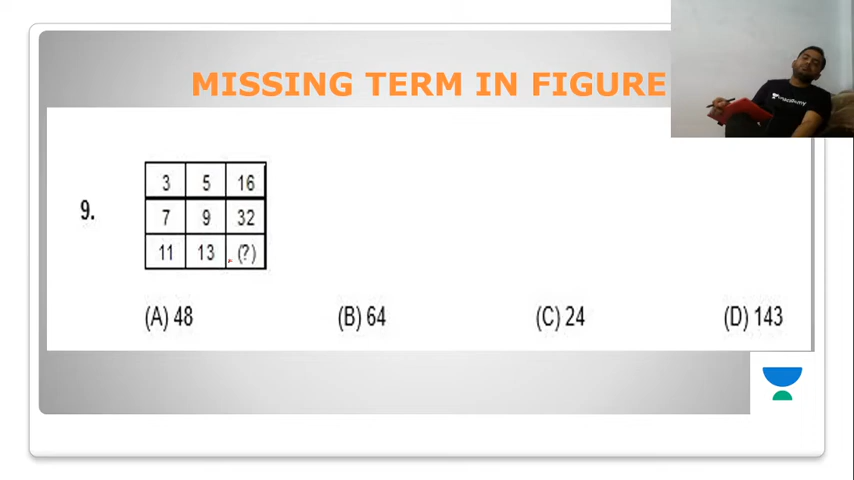 MISSING TERM IN FIGURE
9.
3 5 16
7 9 32
11 13 (?)
(A) 48 (B) 64 (C) 24 (D) 143